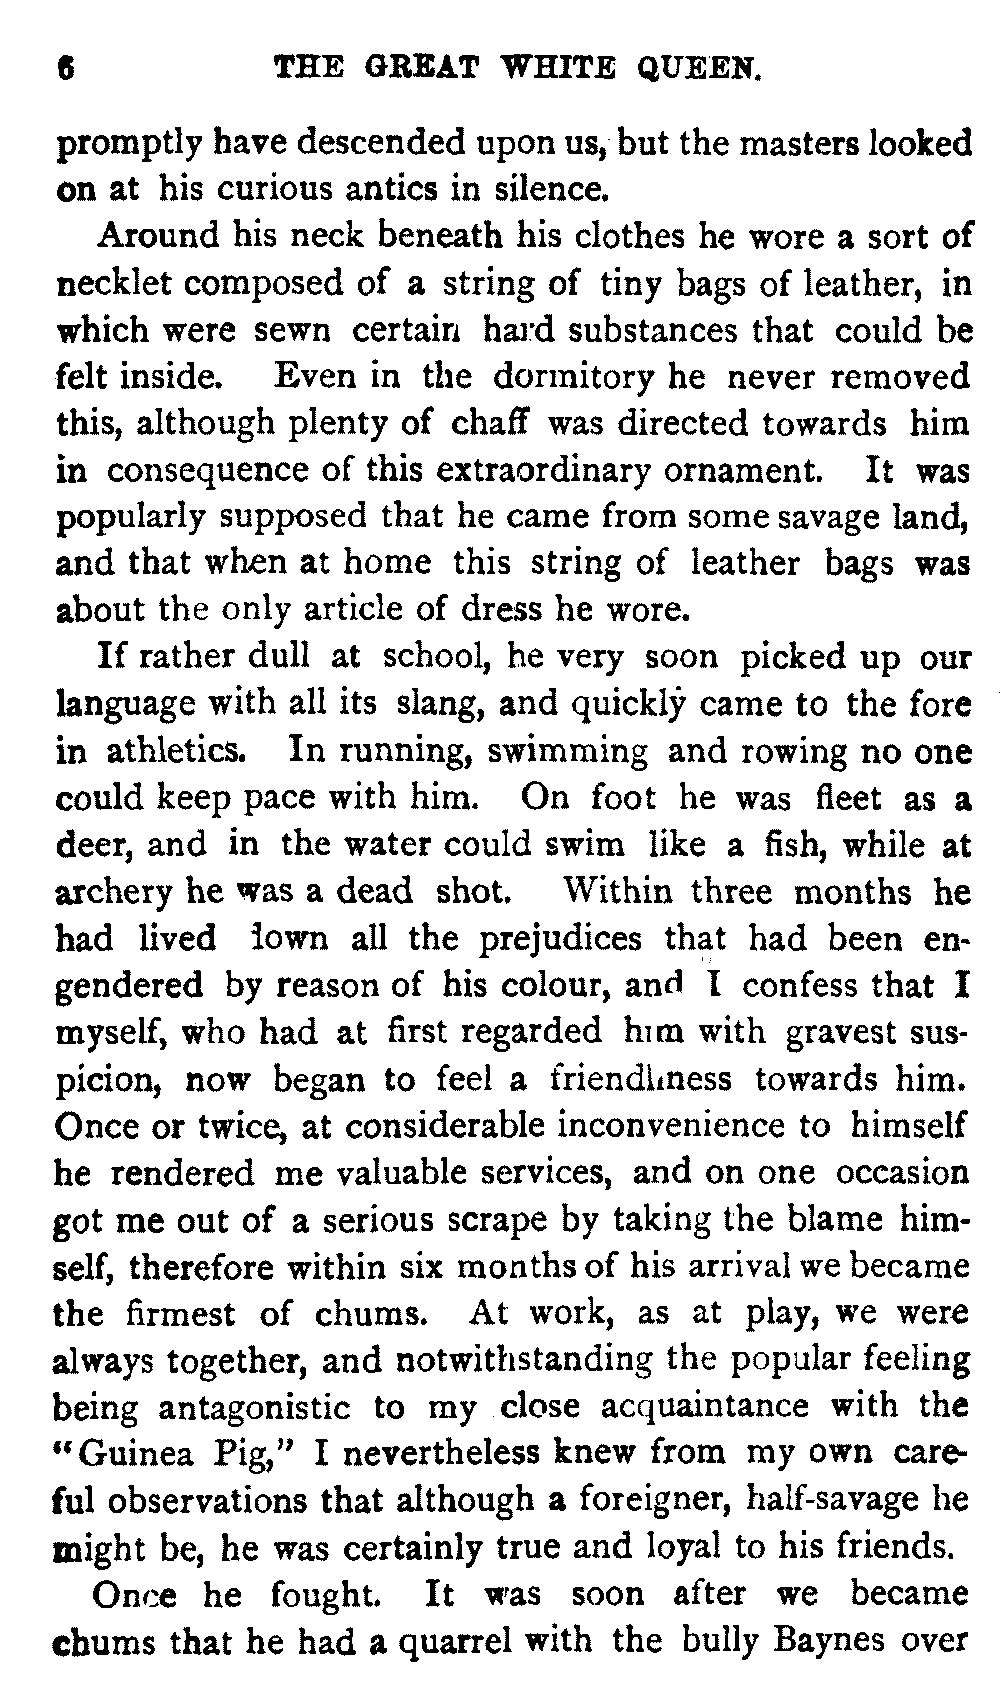 6 THE GREAT WHITE QUEEN.
promptly have descended upon us, but the masters looked
on at his curious antics in silence.
Around his neck beneath his clothes he wore a sort of
necklet composed of a string of tiny bags of leather, in
which were sewn certain hard substances that could be
felt inside. Even in the dormitory he never removed
this, although plenty of chaff was directed towards him
in consequence of this extraordinary ornament. It was
popularly supposed that he came from some savage land,
and that when at home this string of leather bags was
about the only article of dress he wore.
If rather dull at school, he very soon picked up our
language with all its slang, and quickly came to the fore
in athletics. In running, swimming and rowing no one
could keep pace with him. On foot he was fleet as a
deer, and in the water could swim like a fish, while at
archery he was a dead shot. Within three months he
had lived down all the prejudices that had been en-
gendered by reason of his colour, and I confess that I
myself, who had at first regarded him with gravest sus-
picion, now began to feel a friendliness towards him.
Once or twice, at considerable inconvenience to himself
he rendered me valuable services, and on one occasion
got me out of a serious scrape by taking the blame him-
self, therefore within six months of his arrival we became
the firmest of chums. At work, as at play, we were
always together, and notwithstanding the popular feeling
being antagonistic to my close acquaintance with the
"Guinea Pig," I nevertheless knew from my own care-
ful observations that although a foreigner, half-savage he
might be, he was certainly true and loyal to his friends.
Once he fought. It was soon after we became
chums that he had a quarrel with the bully Baynes over